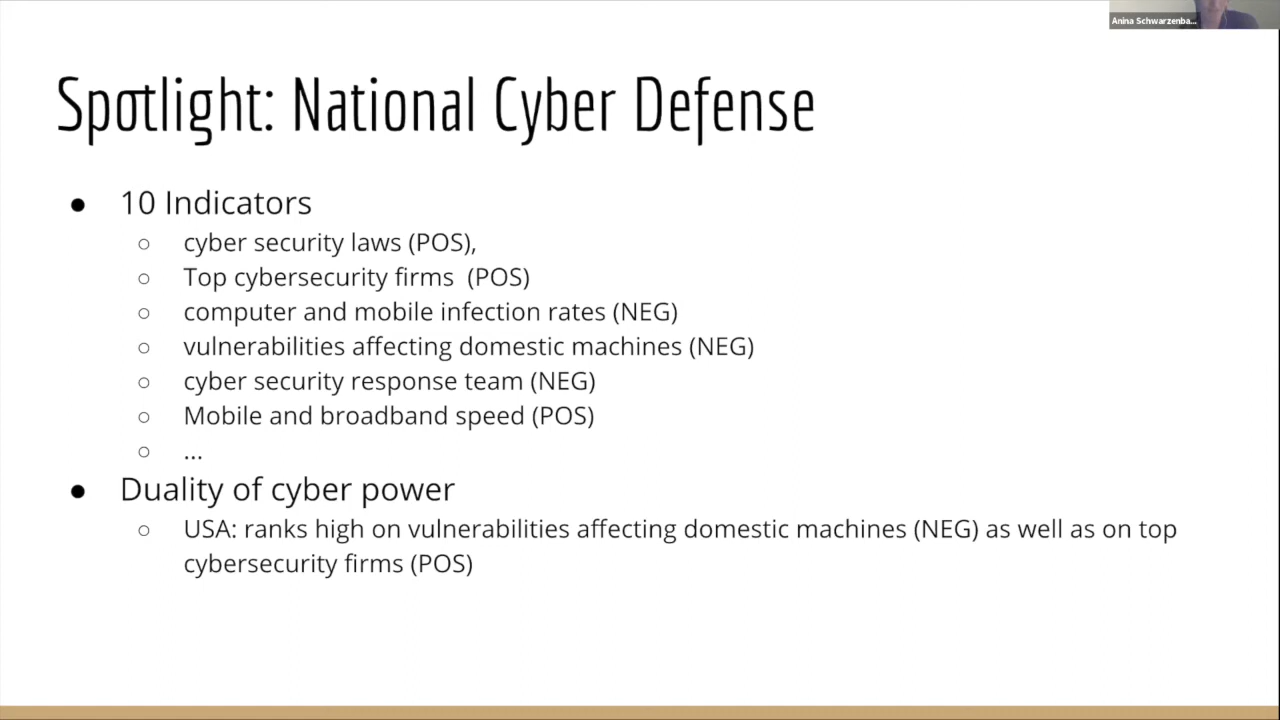 Anina Schwarzenba...
Spotlight: National Cyber Defense
● 10 Indicators
○ cyber security laws (POS),
○ Top cybersecurity firms (POS)
○ computer and mobile infection rates (NEG)
○ vulnerabilities affecting domestic machines (NEG)
○ cyber security response team (NEG)
○ Mobile and broadband speed (POS)
○ ...
● Duality of cyber power
○ USA: ranks high on vulnerabilities affecting domestic machines (NEG) as well as on top
cybersecurity firms (POS)